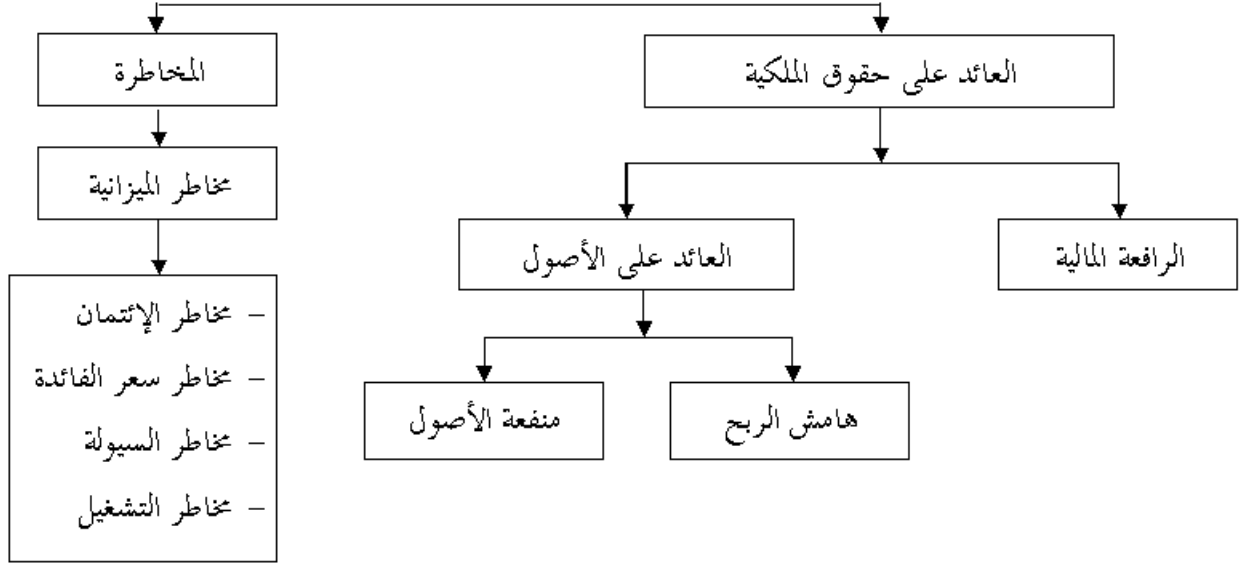 العائد على حقوق الملكية
المخاطرة
الرافعة المالية
العائد على الأصول
هامش الربح
منفعة الأصول
مخاطر الميزانية
– مخاطر الإئتمان
– مخاطر سعر الفائدة
– مخاطر السيولة
– مخاطر التشغيل